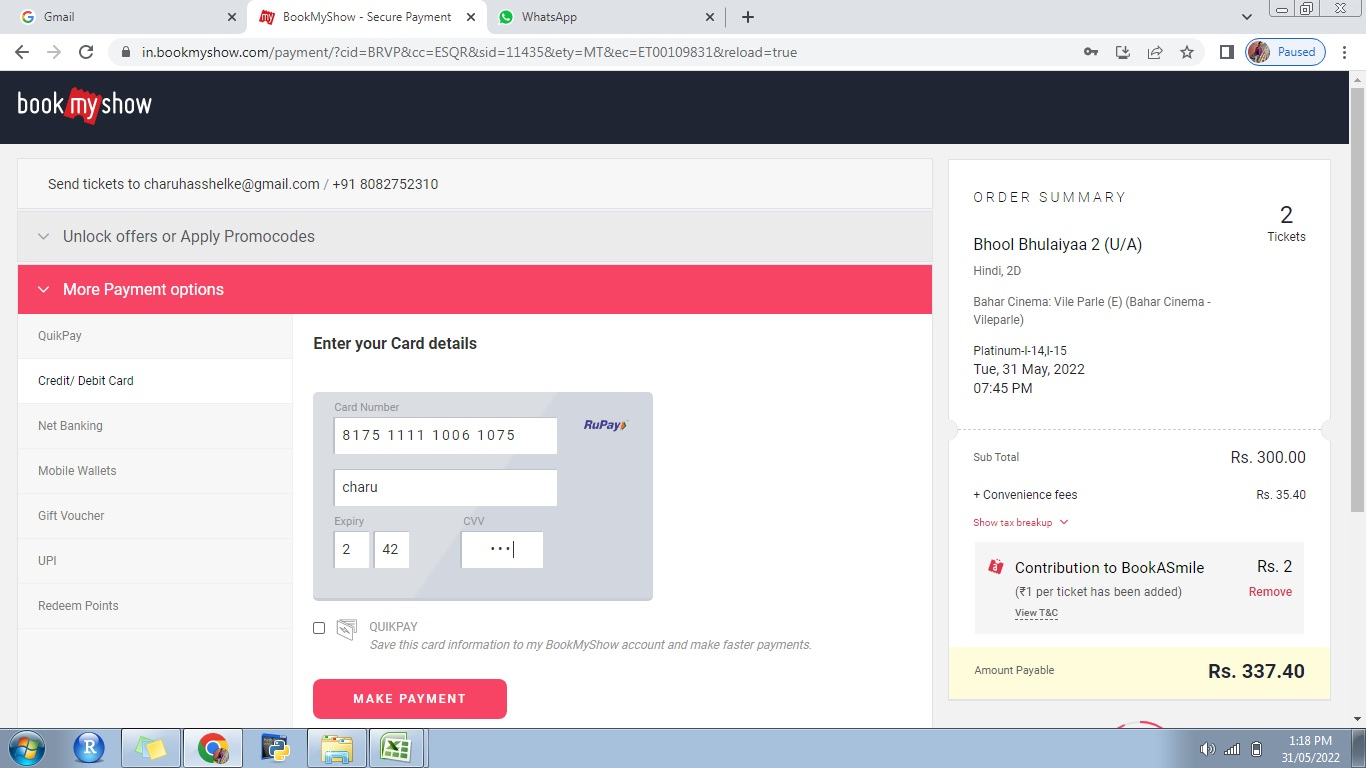 Gmail
BookMyShow - Secure Payment
WhatsApp
in.bookmyshow.com/payment/?cid=BRVP&cc=ESQR&sid=11435&ety=MT&ec=ET00109831&reload=true
Paused
book my show
Send tickets to charuhasshelke@gmail.com / +91 8082752310
Unlock offers or Apply Promocodes
More Payment options
QuikPay
Credit/ Debit Card
Net Banking
Mobile Wallets
Gift Voucher
UPI
Redeem Points
Enter your Card details
Card Number
8175 1111 1006 1075
RuPay
charu
Expiry
CVV
2
42
•••
QUIKPAY
Save this card information to my BookMyShow account and make faster payments.
MAKE PAYMENT
ORDER SUMMARY
2
Tickets
Bhool Bhulaiyaa 2 (U/A)
Hindi, 2D
Bahar Cinema: Vile Parle (E) (Bahar Cinema -
Vileparle)
Platinum-I-14,I-15
Tue, 31 May, 2022
07:45 PM
Sub Total
Rs. 300.00
+ Convenience fees
Rs. 35.40
Show tax breakup
Contribution to BookASmile
Rs. 2
(₹1 per ticket has been added)
Remove
View T&C
Amount Payable
Rs. 337.40
R
1:18 PM
31/05/2022